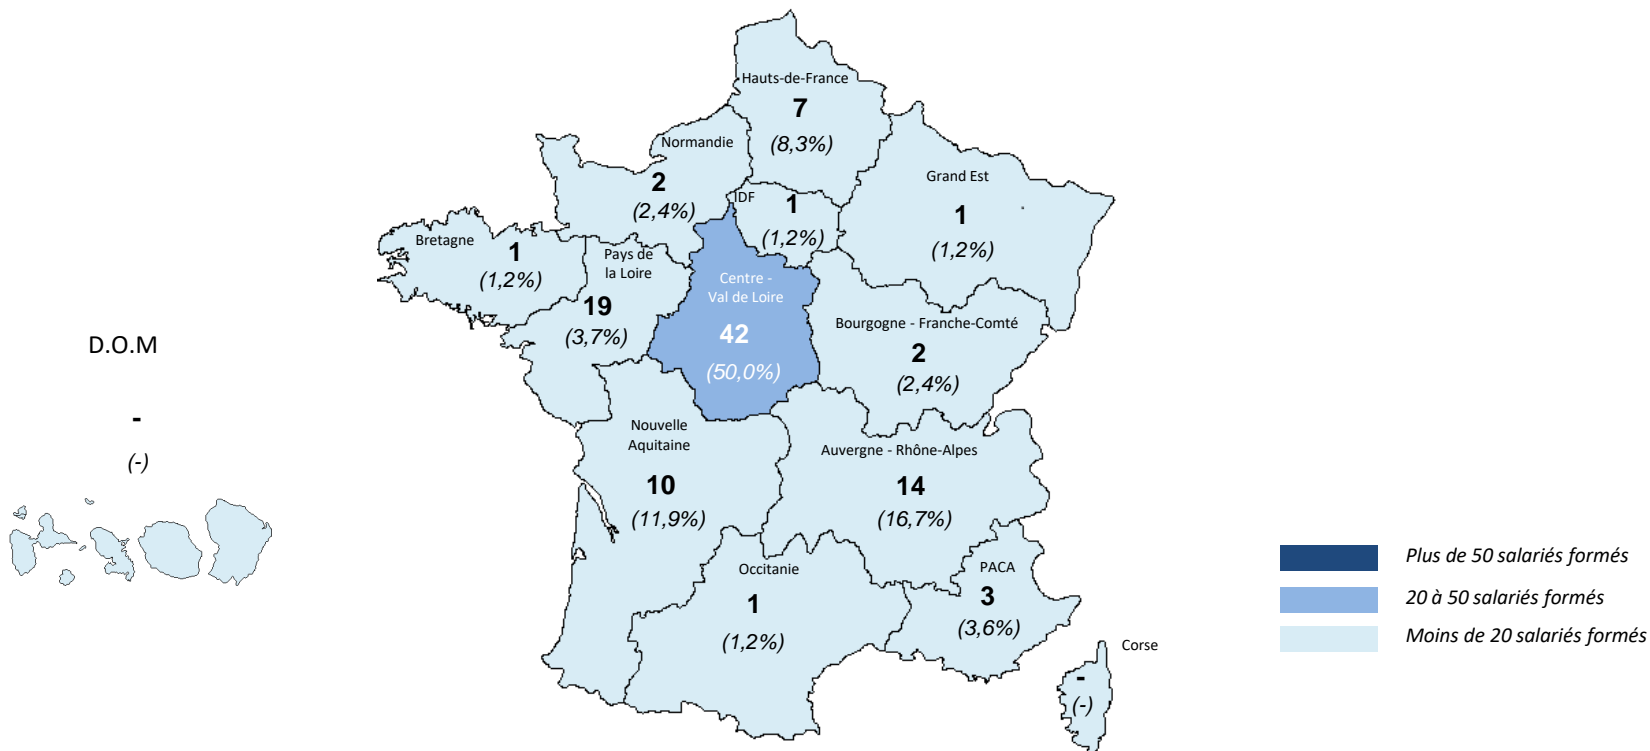 Hauts-de-France
7
(8,3%)
Normandie
2
(2,4%)
IDF
1
(1,2%)
Grand Est
1
(1,2%)
Bretagne
1
(1,2%)
Pays de
la Loire
19
(3,7%)
Centre -
Val de Loire
42
(50,0%)
Bourgogne - Franche-Comté
2
(2,4%)
D.O.M
-
(-)
Nouvelle
Aquitaine
10
(11,9%)
Auvergne - Rhône-Alpes
14
(16,7%)
Occitanie
1
(1,2%)
PACA
3
(3,6%)
Corse
-
(-)
Plus de 50 salariés formés
20 à 50 salariés formés
Moins de 20 salariés formés